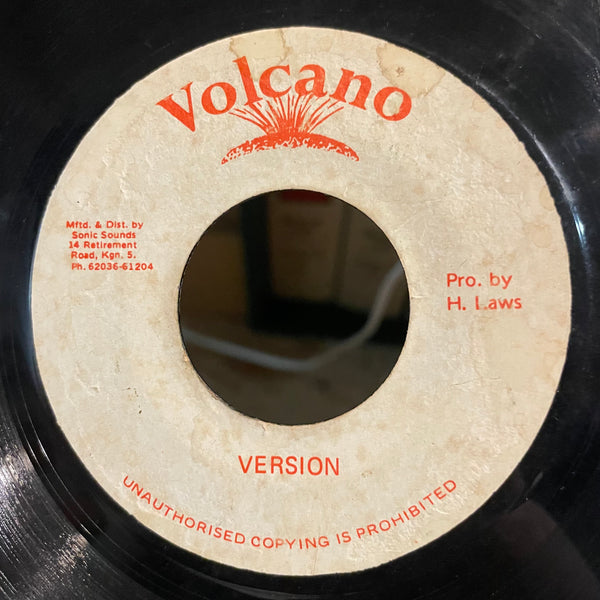 Volcano
Mftd. & Dist. by
Sonic Sounds
14 Retirement
Road, Kgn. 5.
Ph. 62036-61204
Pro. by
H. Laws
VERSION
UNAUTHORISED COPYING IS PROHIBITED